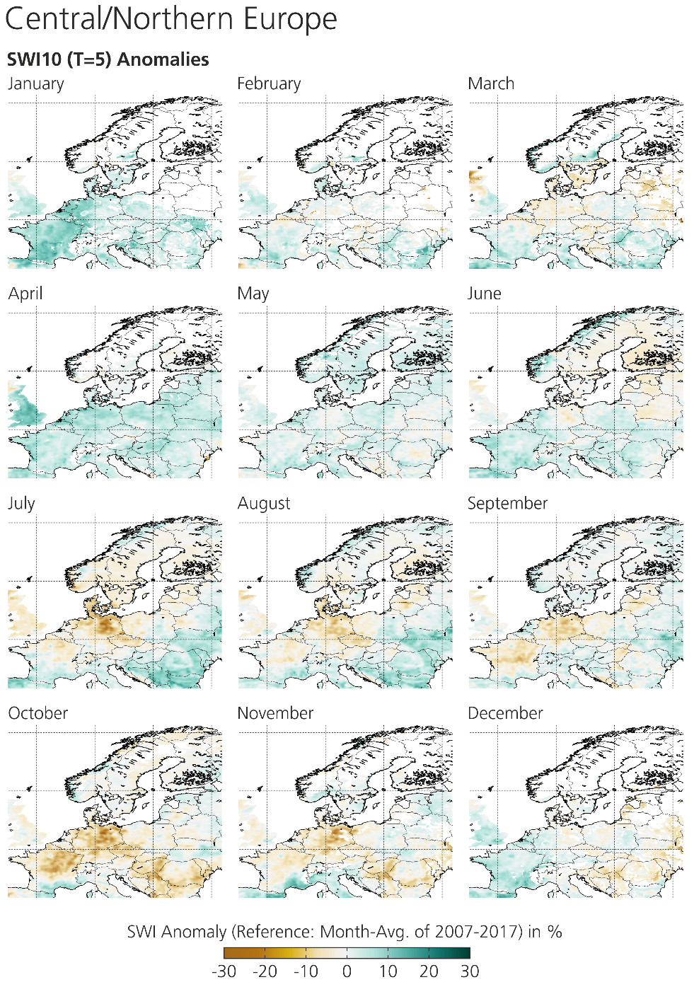 Central/Northern Europe
SWI10 (T=5) Anomalies
January
February
March
April
May
June
July
August
September
October
November
December
SWI Anomaly (Reference: Month-Avg. of 2007-2017) in %
-30 -20 -10 0 10 20 30